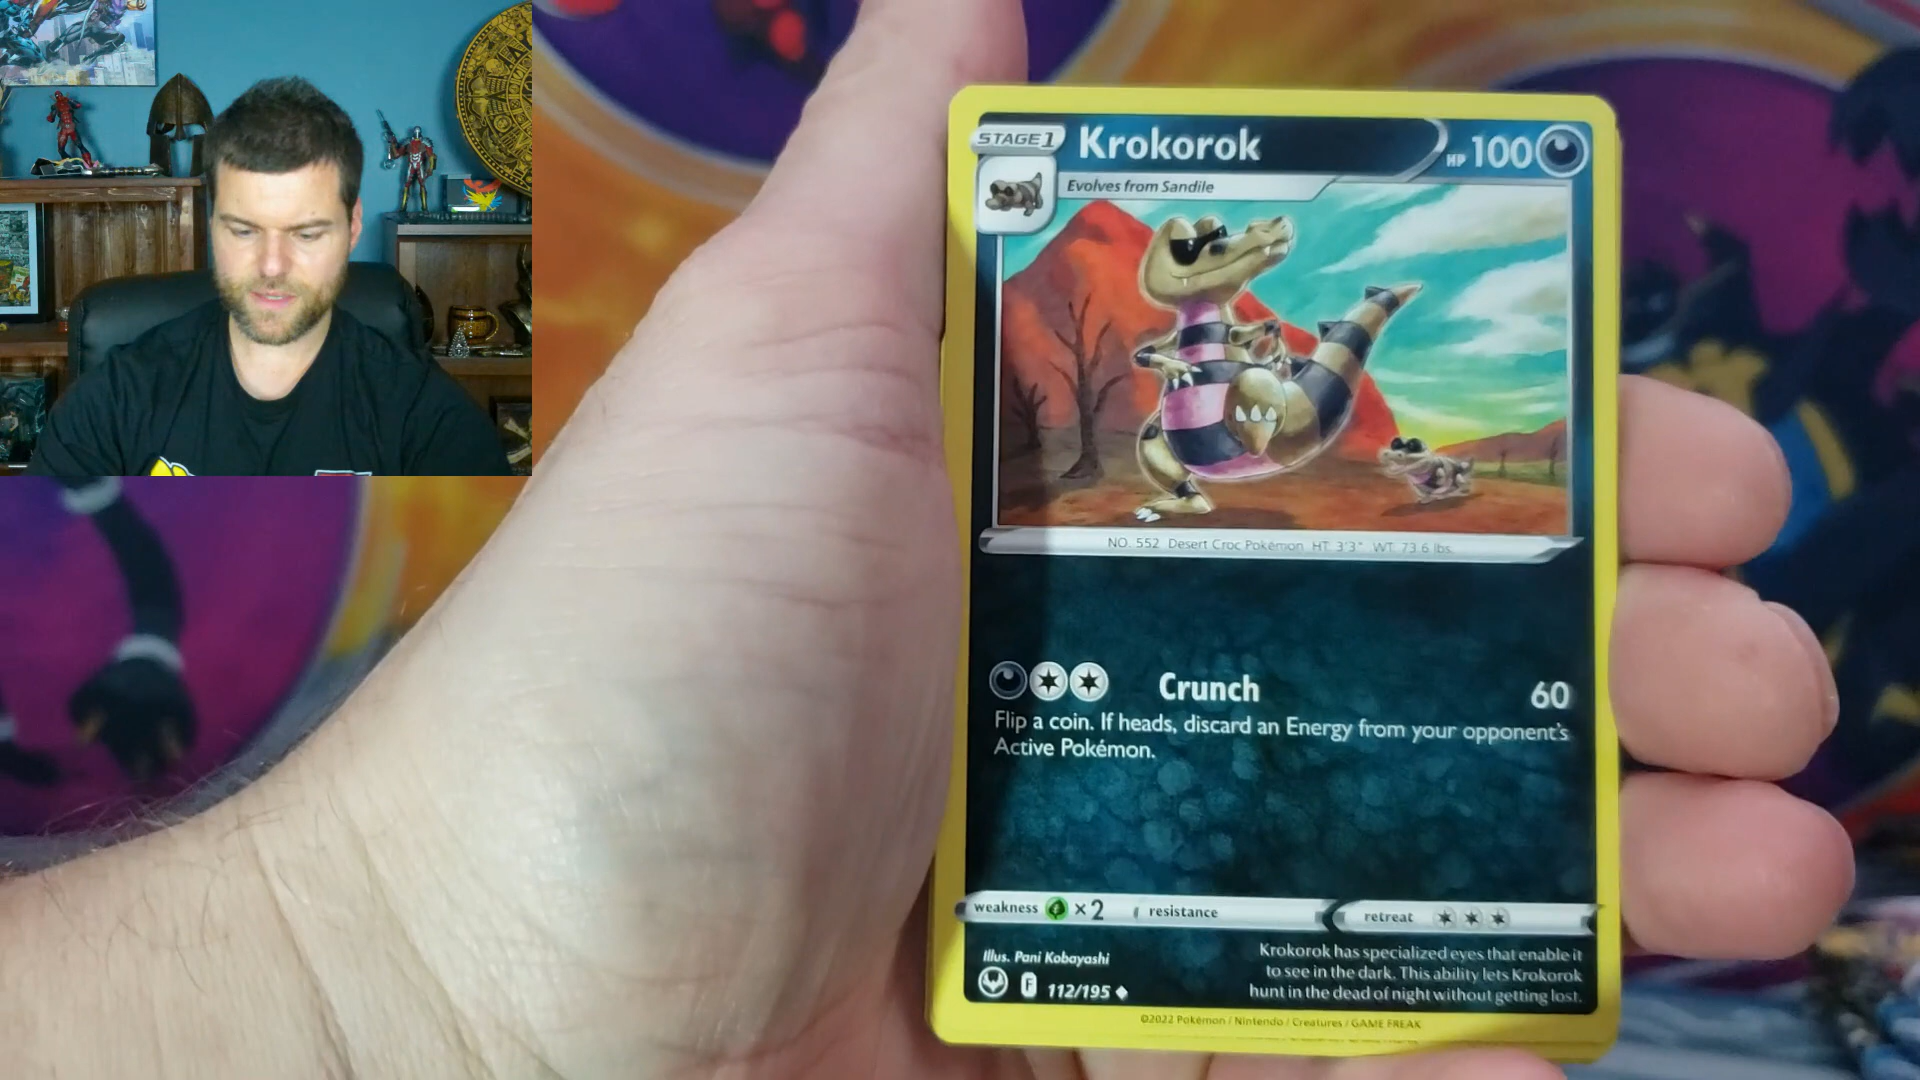 STAGE 1
Krokorok
HP 100
Evolves from Sandile
NO. 552 Desert Croc Pokémon HT 3'3" WT 73.6 lbs.
Crunch 60
Flip a coin. If heads, discard an Energy from your opponent's
Active Pokémon.
weakness ×2 resistance retreat
Illus. Pani Kobayashi
F 112/195
Krokorok has specialized eyes that enable it
to see in the dark. This ability lets Krokorok
hunt in the dead of night without getting lost.
©2022 Pokémon / Nintendo / Creatures / GAME FREAK